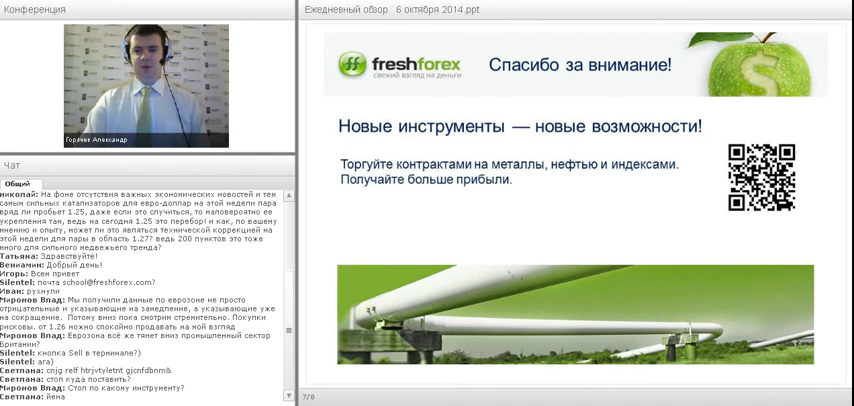 Конференция
Горячев Александр
Чат
Общий
николай: На фоне отсутствия важных экономических новостей и тем
самым сильных катализаторов для евро-доллар на этой недели пара
вряд ли пробьет 1.25, даже если это случиться, то маловероятно ее
укрепления там, ведь на сегодня 1.25 это перебор! и как, по вашему
мнению и опыту, может ли это являться технической коррекцией на
этой недели для пары в область 1.27? ведь 200 пунктов это тоже
много для сильного недвежьего тренда?
Татьяна: Здравствуйте!
Вениамин: Добрый день!
Игорь: Всем привет
Silentel: почта school@freshforex.com?
Иван: рухнули
Миронов Влад: Мы получили данные по еврозоне не просто
отрицательные и указывающие на замедление, а указывающие уже
на сокращение. Потому вниз пока смотрим стремительно. Покупки
рисковы. от 1.26 можно спокойно продавать на мой взгляд
Миронов Влад: Еврозона всё же тянет вниз промышленный сектор
Британии?
Silentel: кнопка Sell в терминале?)
Silentel: ага)
Светлана: cnjg relf htrjvtyletnt gjcnfdbnm&
Светлана: стоп куда поставить?
Миронов Влад: Стоп по какому инструменту?
Светлана: йена
Ежедневный обзор 6 октября 2014.ppt
freshforex
свежий взгляд на деньги
Спасибо за внимание!
Новые инструменты — новые возможности!
Торгуйте контрактами на металлы, нефтью и индексами.
Получайте больше прибыли.
7/8